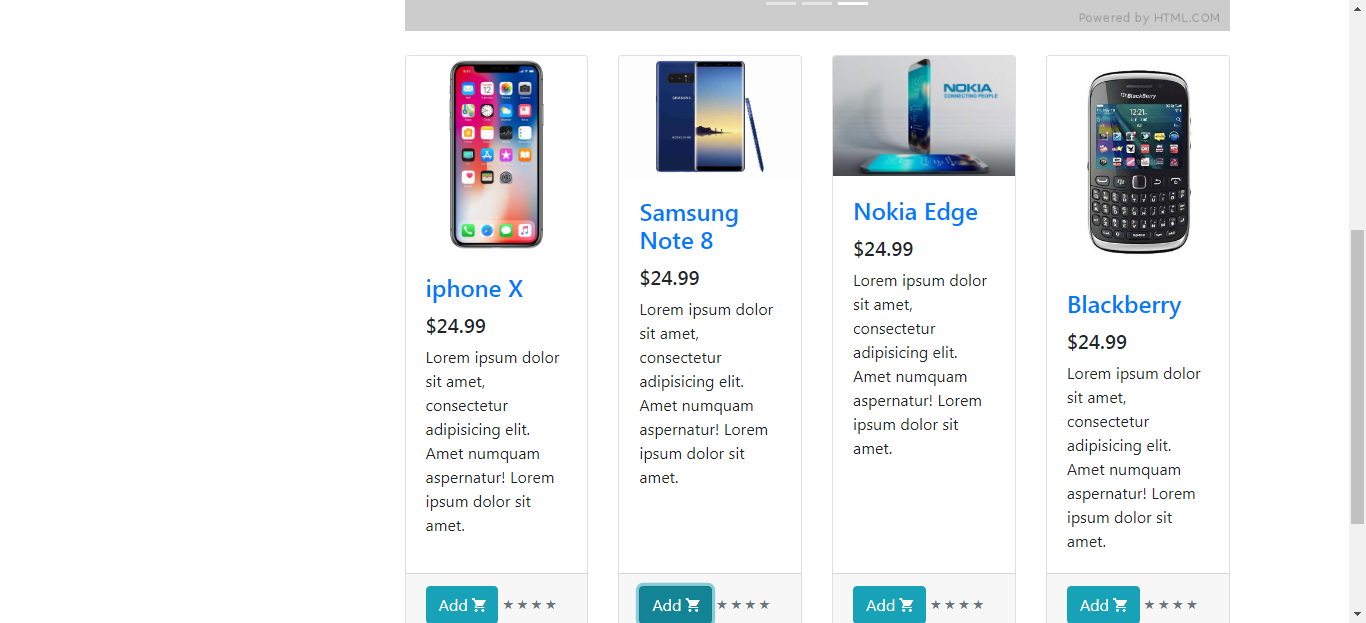 Powered by HTML.COM
iphone X
$24.99
Lorem ipsum dolor
sit amet,
consectetur
adipisicing elit.
Amet numquam
aspernatur! Lorem
ipsum dolor sit
amet.
Add
★ ★ ★ ★
SAMSUNG
Samsung
Note 8
$24.99
Lorem ipsum dolor
sit amet,
consectetur
adipisicing elit.
Amet numquam
aspernatur! Lorem
ipsum dolor sit
amet.
Add
★ ★ ★ ★
NOKIA
CONNECTING PEOPLE
Nokia Edge
$24.99
Lorem ipsum dolor
sit amet,
consectetur
adipisicing elit.
Amet numquam
aspernatur! Lorem
ipsum dolor sit
amet.
Add
★ ★ ★ ★
BlackBerry
12:21
Blackberry
$24.99
Lorem ipsum dolor
sit amet,
consectetur
adipisicing elit.
Amet numquam
aspernatur! Lorem
ipsum dolor sit
amet.
Add
★ ★ ★ ★